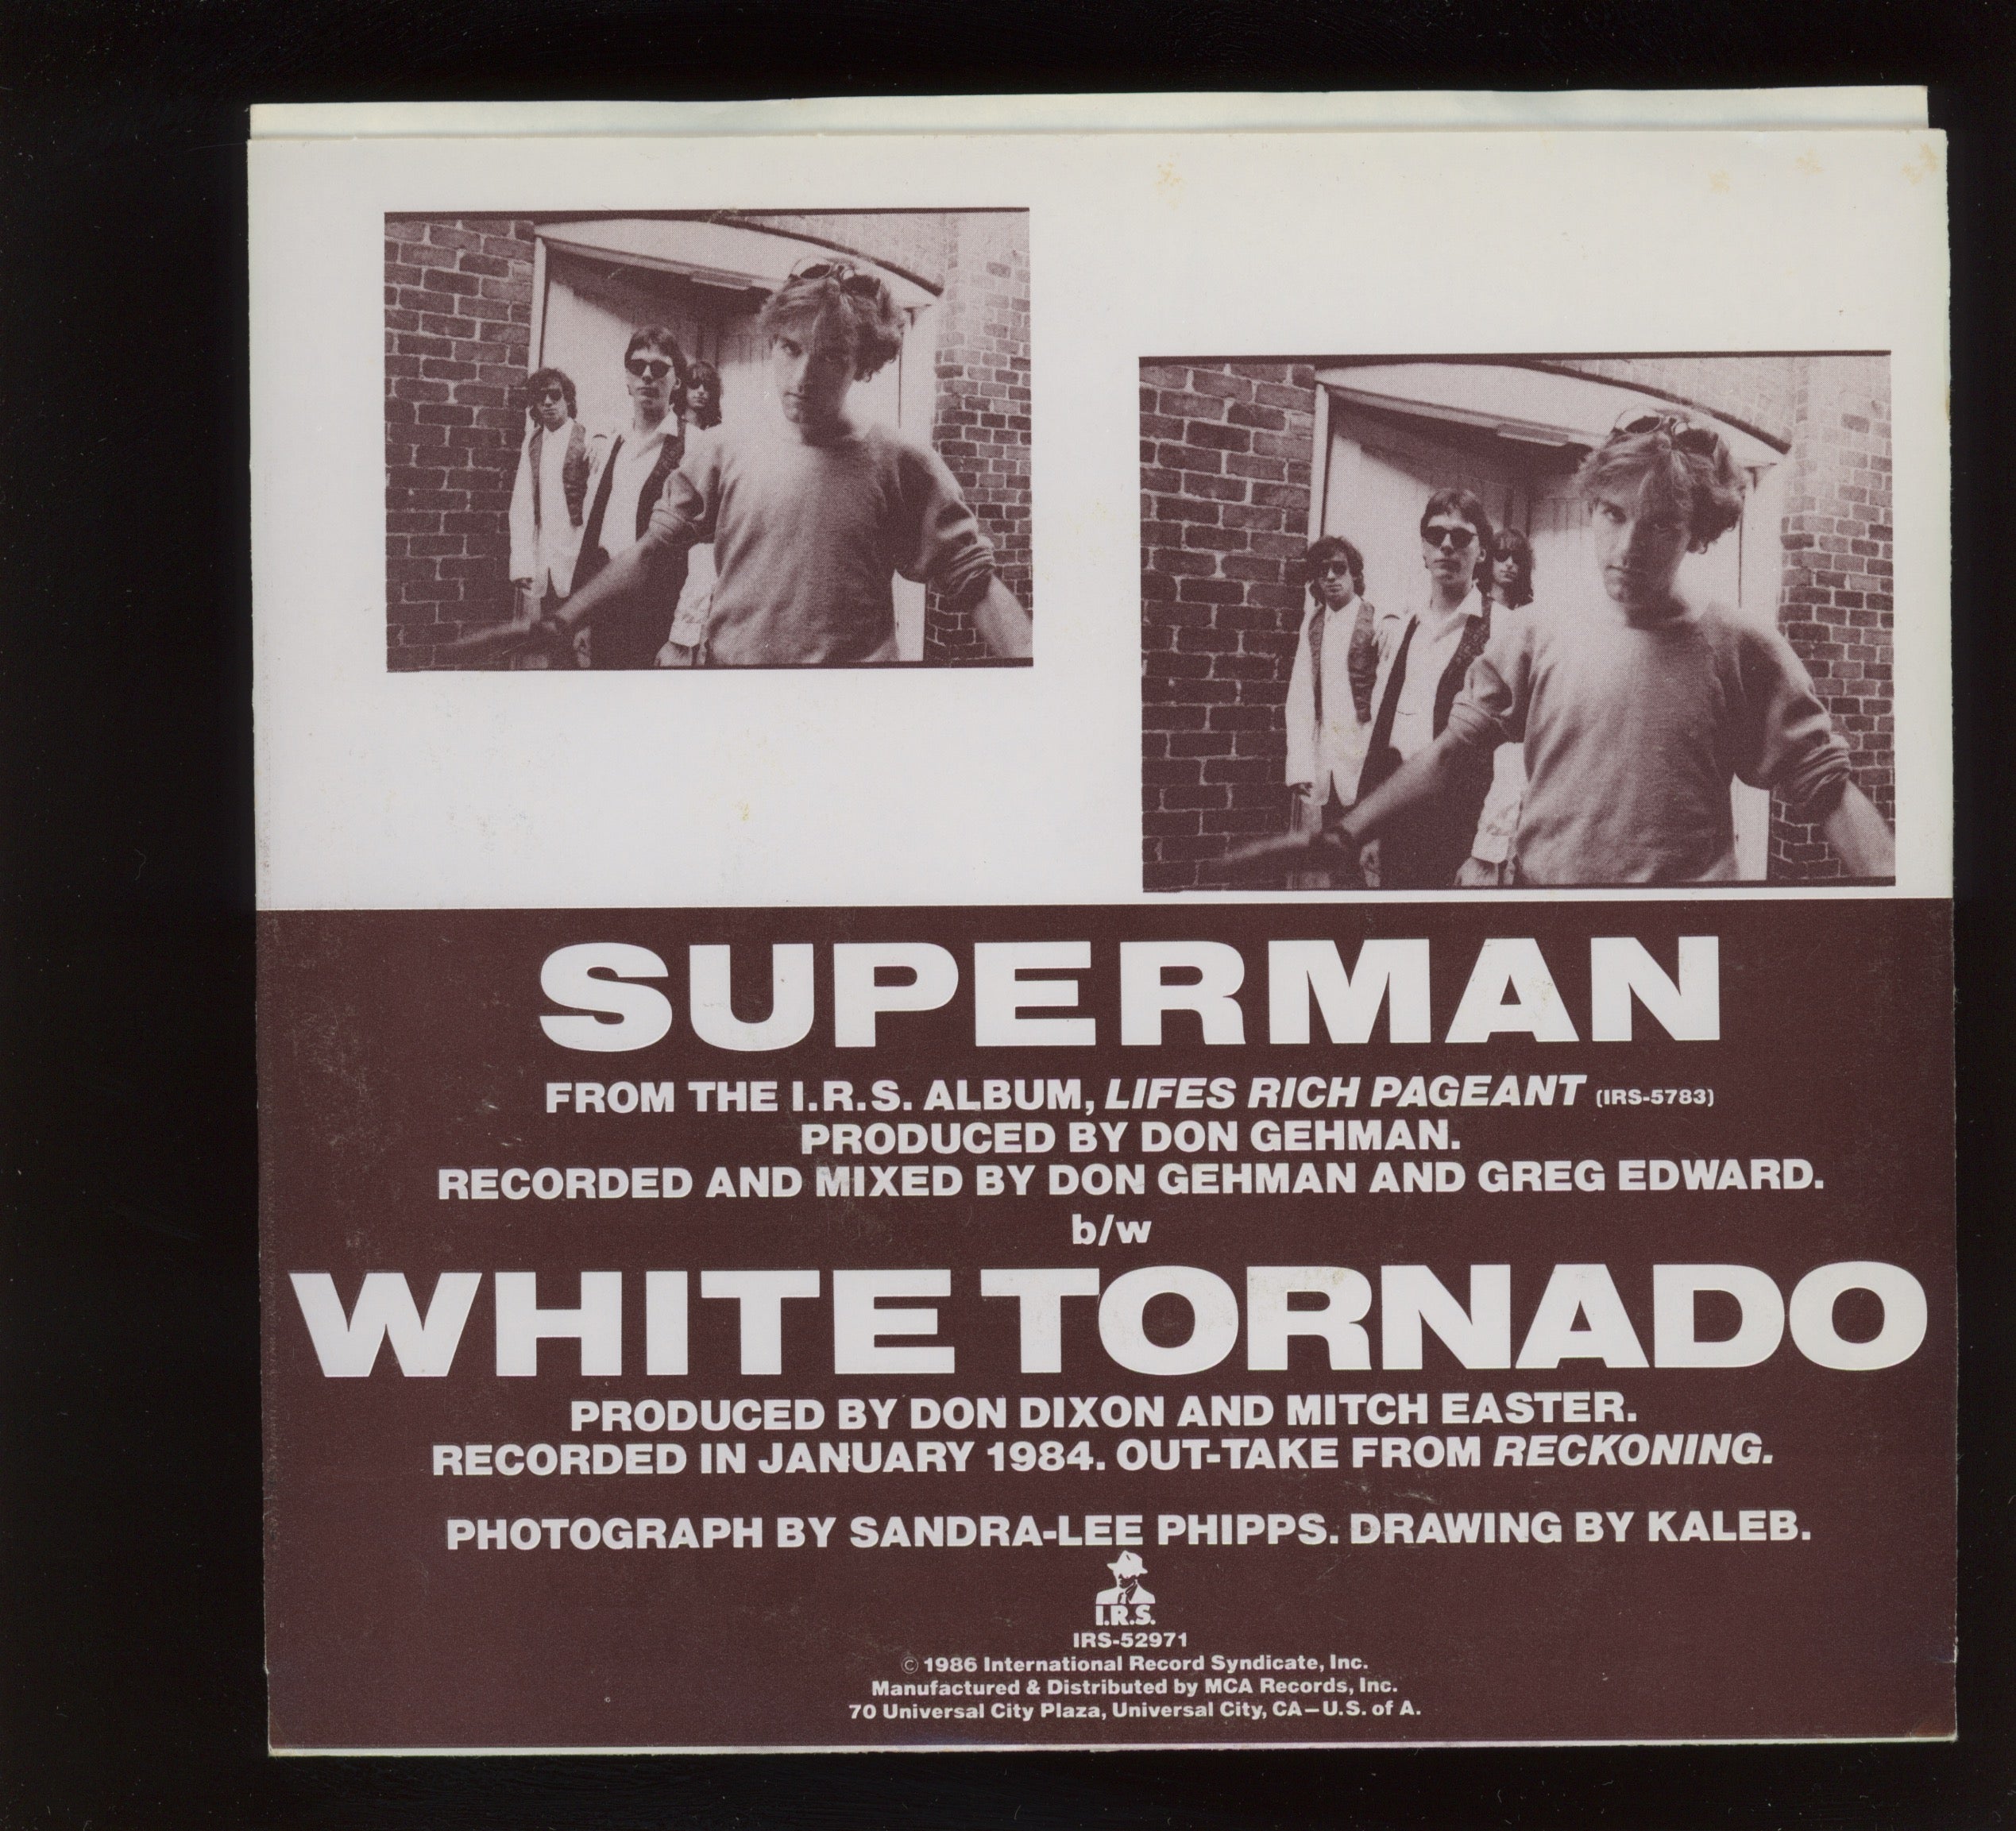 SUPERMAN
FROM THE I.R.S. ALBUM, LIFES RICH PAGEANT (IRS-5783)
PRODUCED BY DON GEHMAN.
RECORDED AND MIXED BY DON GEHMAN AND GREG EDWARD.
b/w
WHITE TORNADO
PRODUCED BY DON DIXON AND MITCH EASTER.
RECORDED IN JANUARY 1984. OUT-TAKE FROM RECKONING.
PHOTOGRAPH BY SANDRA-LEE PHIPPS. DRAWING BY KALEB.
I.R.S.
IRS-52971
© 1986 International Record Syndicate, Inc.
Manufactured & Distributed by MCA Records, Inc.
70 Universal City Plaza, Universal City, CA–U.S. of A.